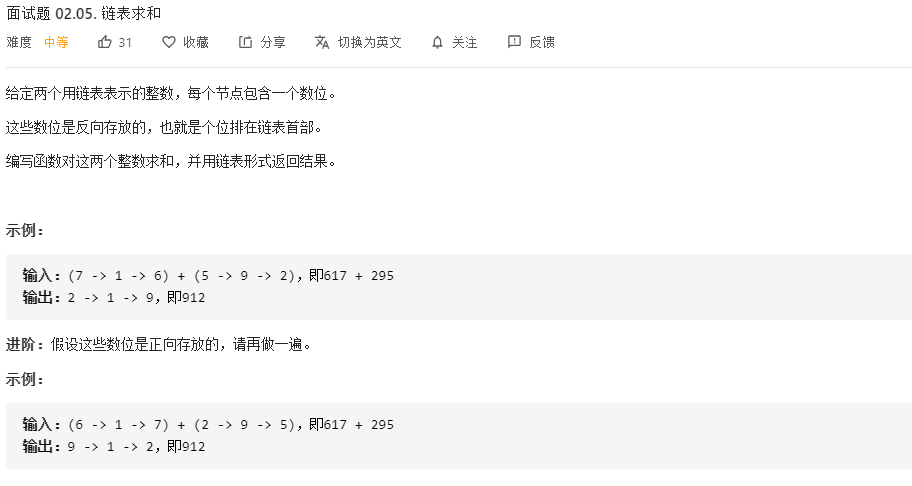 面试题 02.05. 链表求和
难度 中等 31 收藏 分享 切换为英文 关注 反馈
给定两个用链表表示的整数，每个节点包含一个数位。
这些数位是反向存放的，也就是个位排在链表首部。
编写函数对这两个整数求和，并用链表形式返回结果。
示例：
输入：(7 -> 1 -> 6) + (5 -> 9 -> 2)，即617 + 295
输出：2 -> 1 -> 9，即912
进阶：假设这些数位是正向存放的，请再做一遍。
示例：
输入：(6 -> 1 -> 7) + (2 -> 9 -> 5)，即617 + 295
输出：9 -> 1 -> 2，即912